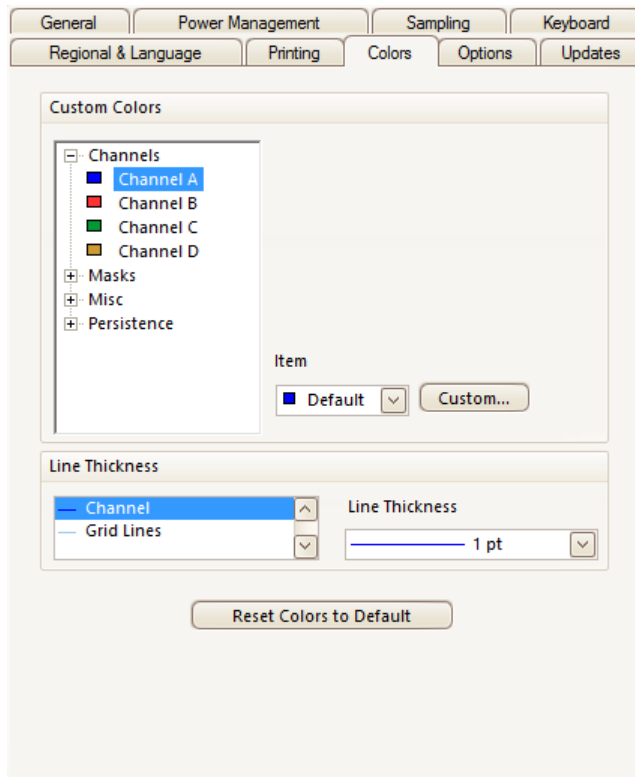 General Power Management Sampling Keyboard
Regional & Language Printing Colors Options Updates
Custom Colors
Channels
Channel A
Channel B
Channel C
Channel D
Masks
Misc
Persistence
Item
Default Custom...
Line Thickness
Channel
Grid Lines
Line Thickness
1 pt
Reset Colors to Default